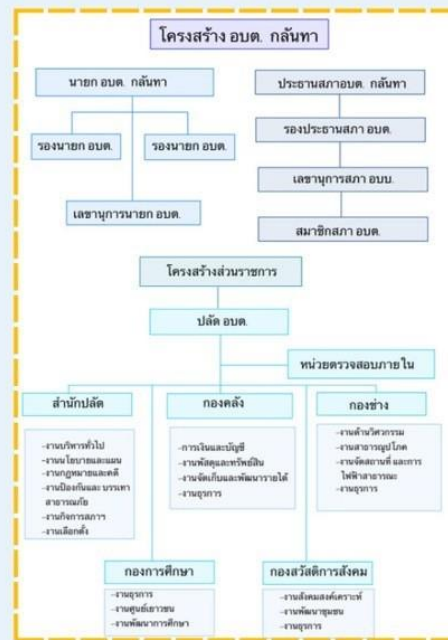 โครงสร้าง อบต. กลันทา
นายก อบต. กลันทา
รองนายก อบต.
รองนายก อบต.
เลขานุการนายก อบต.
ประธานสภาอบต. กลันทา
รองประธานสภา อบต.
เลขานุการสภา อบบ.
สมาชิกสภา อบต.
โครงสร้างส่วนราชการ
ปลัด อบต.
หน่วยตรวจสอบภายใน
สำนักปลัด
-งานบริหารทั่วไป
-งานนโยบายและแผน
-งานกฎหมายและคดี
-งานป้องกันและ บรรเทา
สาธารณภัย
-งานกิจการสภาฯ
-งานเลือกตั้ง
กองคลัง
-การเงินและบัญชี
-งานพัสดุและทรัพย์สิน
-งานจัดเก็บและพัฒนารายได้
-งานธุรการ
กองช่าง
-งานด้านวิศวกรรม
-งานสาธารณูปโภค
-งานจัดสถานที่ และการ
ไฟฟ้าสาธารณะ
-งานธุรการ
กองการศึกษา
-งานธุรการ
-งานศูนย์เยาวชน
-งานพัฒนาการศึกษา
กองสวัสดิการสังคม
-งานสังคมสงค์เคราะห์
-งานพัฒนาชุมชน
-งานธุรการ